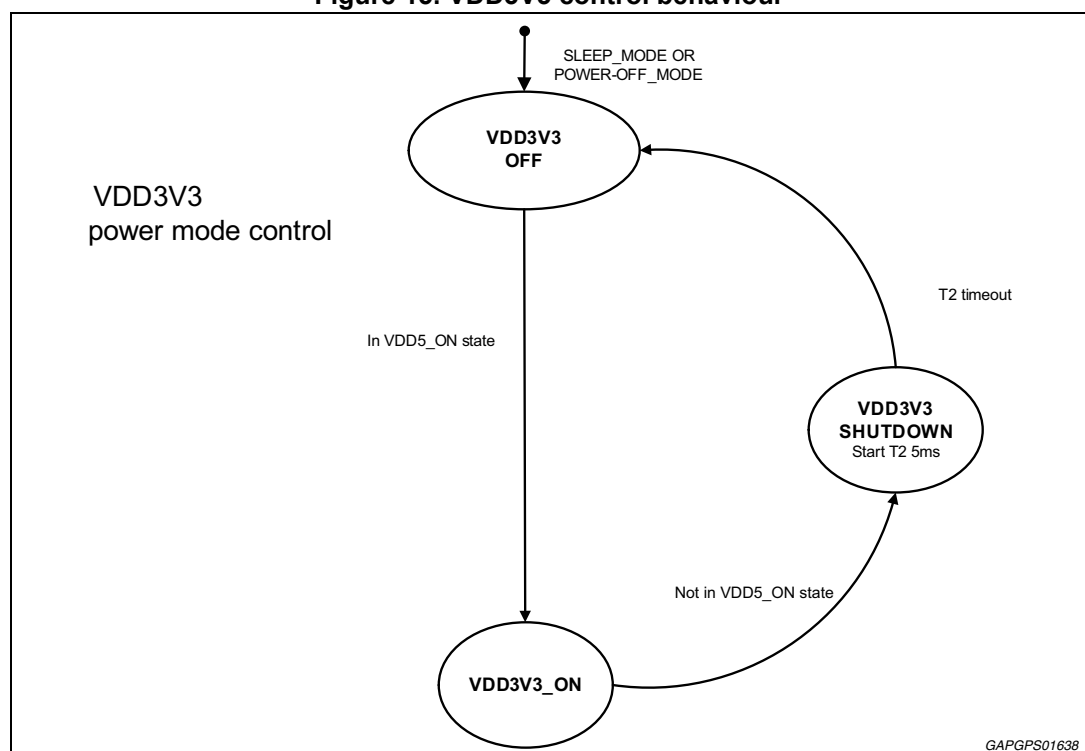 SLEEP_MODE OR
POWER-OFF_MODE
VDD3V3
OFF
VDD3V3
power mode control
T2 timeout
In VDD5_ON state
VDD3V3
SHUTDOWN
Start T2 5ms
Not in VDD5_ON state
VDD3V3_ON
GAPGPS01638